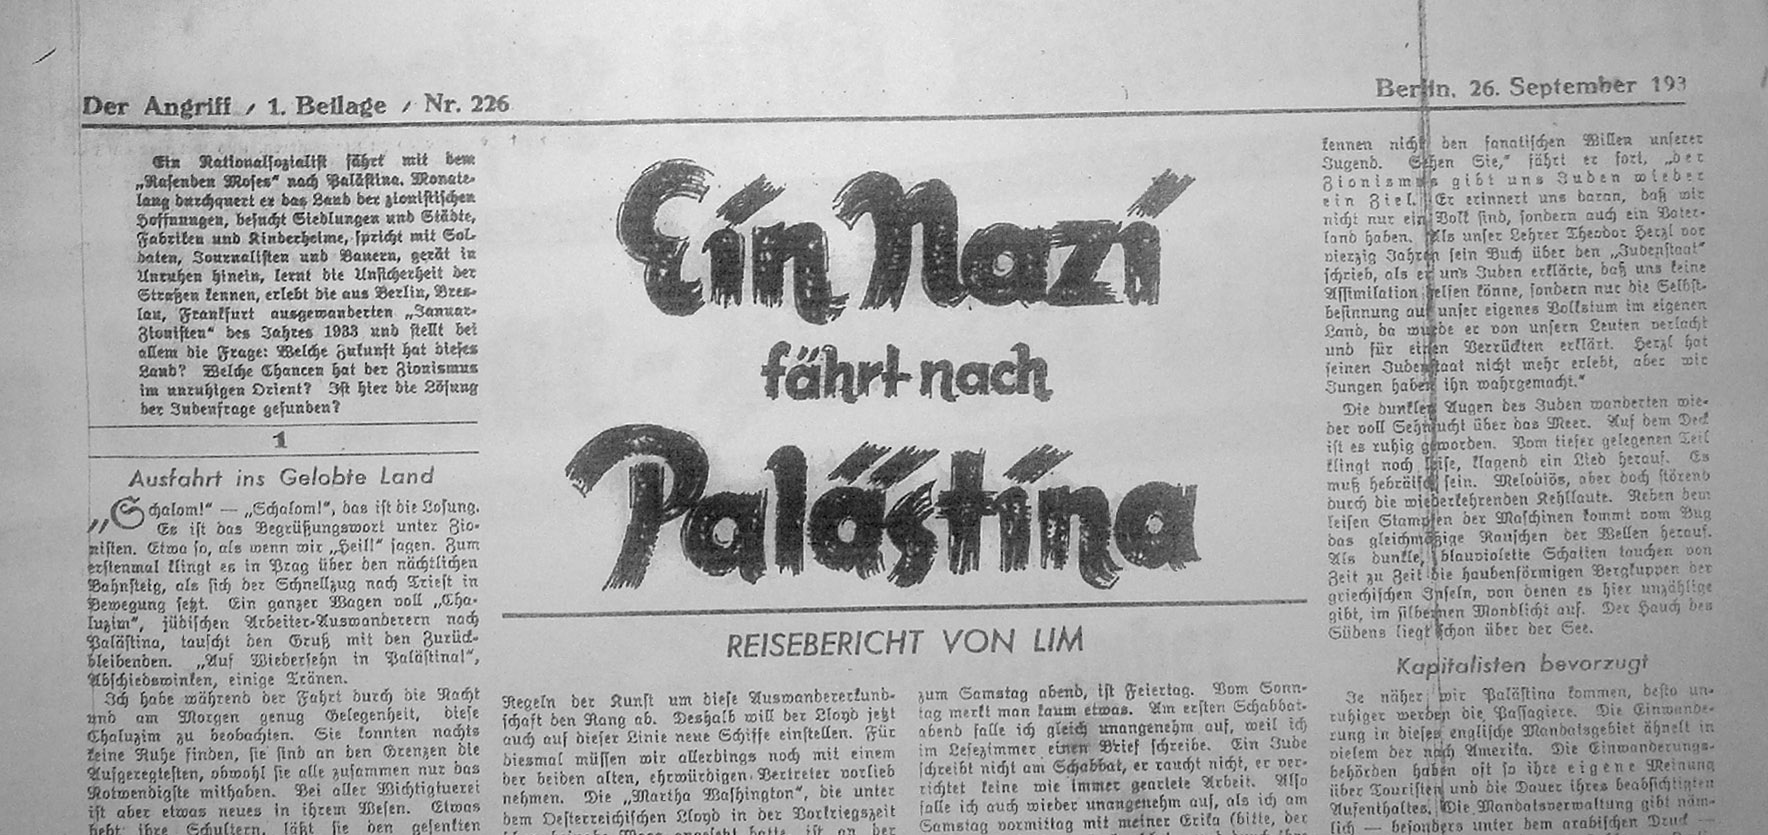 Der Angriff / 1. Beilage / Nr. 226
Berlin, 26. September 193
Ein Nationalsozialist fährt mit dem
„Rasenden Moses“ nach Palästina. Monate-
lang durchquert er das Land der zionistischen
Hoffnungen, besucht Siedlungen und Städte,
Fabriken und Kinderheime, spricht mit Sol-
daten, Journalisten und Bauern, gerät in
Unruhen hinein, lernt die Unsicherheit der
Straßen kennen, erlebt die aus Berlin, Bres-
lau, Frankfurt ausgewanderten „Januar-
Zionisten“ des Jahres 1933 und stellt bei
allem die Frage: Welche Zukunft hat dieses
Land? Welche Chancen hat der Zionismus
im unruhigen Orient? Ist hier die Lösung
der Judenfrage gefunden?
1
Ausfahrt ins Gelobte Land
„Schalom!“ — „Schalom!“, das ist die Losung.
Es ist das Begrüßungswort unter Zio-
nisten. Etwa so, als wenn wir „Heil!“ sagen. Zum
erstenmal klingt es in Prag über den nächtlichen
Bahnsteig, als sich der Schnellzug nach Triest in
Bewegung setzt. Ein ganzer Wagen voll „Cha-
luzim“, jüdischen Arbeiter-Auswanderern nach
Palästina, tauscht den Gruß mit den Zurück-
bleibenden. „Auf Wiedersehn in Palästina!“,
Abschiedswinken, einige Tränen.
Ich habe während der Fahrt durch die Nacht
und am Morgen genug Gelegenheit, diese
Chaluzim zu beobachten. Sie konnten nachts
keine Ruhe finden, sie sind an den Grenzen die
Aufgeregtesten, obwohl sie alle zusammen nur das
Notwendigste mithaben. Bei aller Wichtigtuerei
ist aber etwas neues in ihrem Wesen. Etwas
hebt ihre Schultern, läßt sie den gesenkten
Ein Nazi
fährt nach
Palästina
REISEBERICHT VON LIM
Regeln der Kunst um diese Auswandererkund-
schaft den Rang ab. Deshalb will der Lloyd jetzt
auch auf dieser Linie neue Schiffe einstellen. Für
diesmal müssen wir allerdings noch mit einem
der beiden alten, ehrwürdigen Vertreter vorlieb
nehmen. Die „Martha Washington“, die unter
dem Oesterreichischen Lloyd in der Vorkriegszeit
ist an der
zum Samstag abend, ist Feiertag. Vom Sonn-
tag merkt man kaum etwas. Am ersten Schabbat-
abend falle ich gleich unangenehm auf, weil ich
im Lesezimmer einen Brief schreibe. Ein Jude
schreibt nicht am Schabbat, er raucht nicht, er ver-
richtet keine wie immer geartete Arbeit. Also
falle ich auch wieder unangenehm auf, als ich am
Samstag vormittag mit meiner Erika (bitte, der
kennen nicht den fanatischen Willen unserer
Jugend. Sehen Sie,“ fährt er fort, „der
Zionismus gibt uns Juden wieder
ein Ziel. Er erinnert uns daran, daß wir
nicht nur ein Volk sind, sondern auch ein Vater-
land haben. Als unser Lehrer Theodor Herzl vor
vierzig Jahren sein Buch über den „Judenstaat“
schrieb, als er uns Juden erklärte, daß uns keine
Assimilation helfen könne, sondern nur die Selbst-
besinnung auf unser eigenes Volkstum im eigenen
Land, da wurde er von unsern Leuten verlacht
und für einen Verrückten erklärt. Herzl hat
seinen Judenstaat nicht mehr erlebt, aber wir
Jungen haben ihn wahrgemacht.“
Die dunklen Augen des Juden wanderten wie-
der voll Sehnsucht über das Meer. Auf dem Deck
ist es ruhig geworden. Vom tiefer gelegenen Teil
klingt noch leise, klagend ein Lied herauf. Es
muß hebräisch sein. Melodiös, aber doch störend
durch die wiederkehrenden Kehllaute. Neben dem
leisen Stampfen der Maschinen kommt vom Bug
das gleichmäßige Rauschen der Wellen herauf.
Als dunkle, blauviolette Schatten tauchen von
Zeit zu Zeit die haubenförmigen Bergkuppen der
griechischen Inseln, von denen es hier unzählige
gibt, im silbernen Mondlicht auf. Der Hauch des
Südens liegt schon über der See.
Kapitalisten bevorzugt
Je näher wir Palästina kommen, desto un-
ruhiger werden die Passagiere. Die Einwande-
rung in dieses englische Mandatsgebiet ähnelt in
vielem der nach Amerika. Die Einwanderungs-
behörden haben oft so ihre eigene Meinung
über Touristen und die Dauer ihres beabsichtigten
Aufenthaltes. Die Mandatsverwaltung gibt näm-
lich — besonders unter dem arabischen Druck —